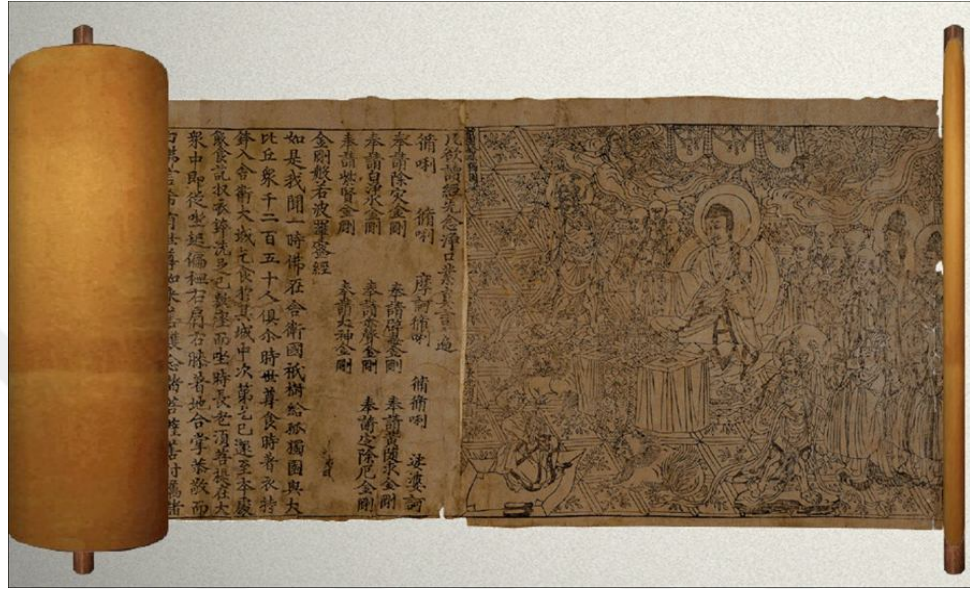 凡欲讀經先念淨口業真言一遍
脩唎 脩唎 摩訶脩唎 脩脩唎 娑婆訶
奉請除災金剛 奉請辟毒金剛 奉請黃隨求金剛
奉請白淨水金剛 奉請赤聲金剛 奉請定除厄金剛
奉請紫賢金剛 奉請大神金剛
金剛般若波羅蜜經
如是我聞一時佛在舍衛國祇樹給孤獨園與大
比丘眾千二百五十人俱尒時世尊食時著衣持
鉢入舍衛大城乞食於其城中次第乞已還至本處
飯食訖收衣鉢洗足已敷座而坐時長老須菩提在大
眾中即從坐起偏袒右肩右膝著地合掌恭敬而
白佛言希有世尊如來善護念諸菩薩善付囑諸